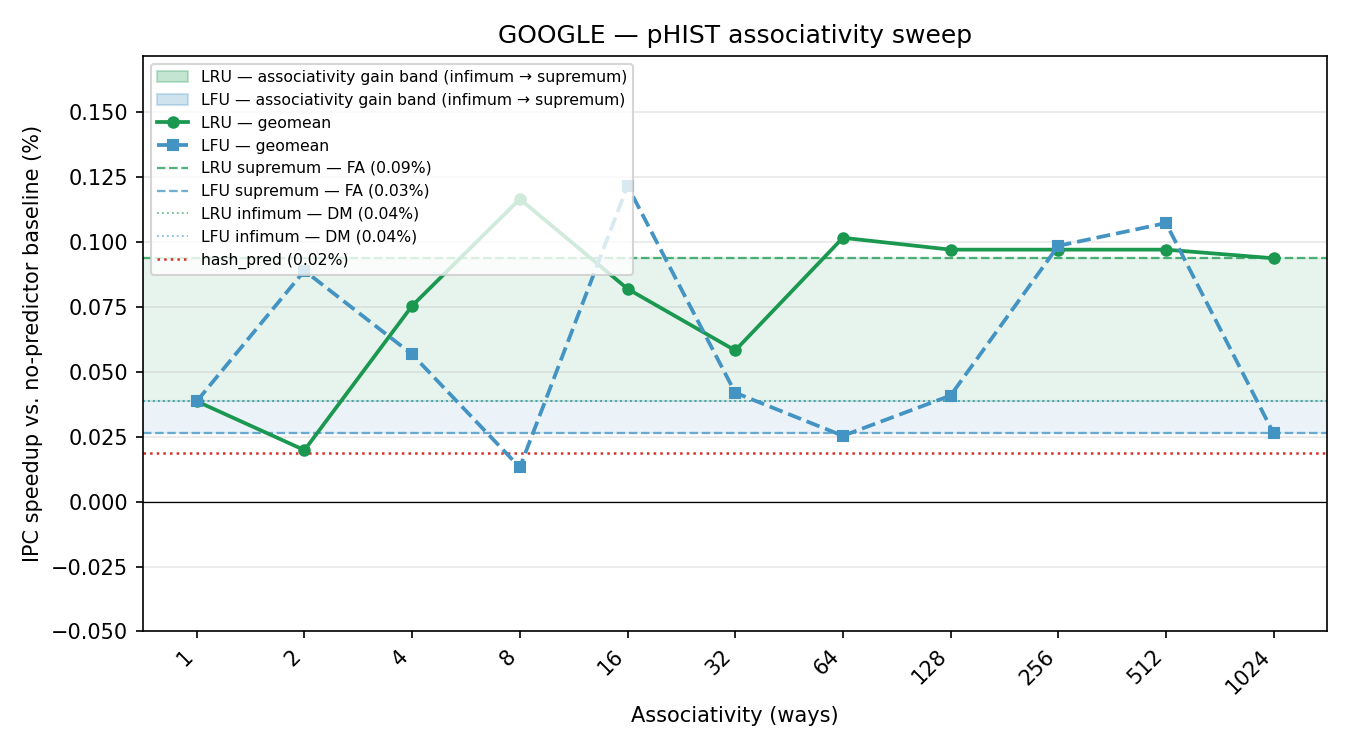 GOOGLE — pHIST associativity sweep
LRU — associativity gain band (infimum → supremum)
LFU — associativity gain band (infimum → supremum)
LRU — geomean
LFU — geomean
LRU supremum — FA (0.09%)
LFU supremum — FA (0.03%)
LRU infimum — DM (0.04%)
LFU infimum — DM (0.04%)
hash_pred (0.02%)
IPC speedup vs. no-predictor baseline (%)
0.150
0.125
0.100
0.075
0.050
0.025
0.000
−0.025
−0.050
1
2
4
8
16
32
64
128
256
512
1024
Associativity (ways)